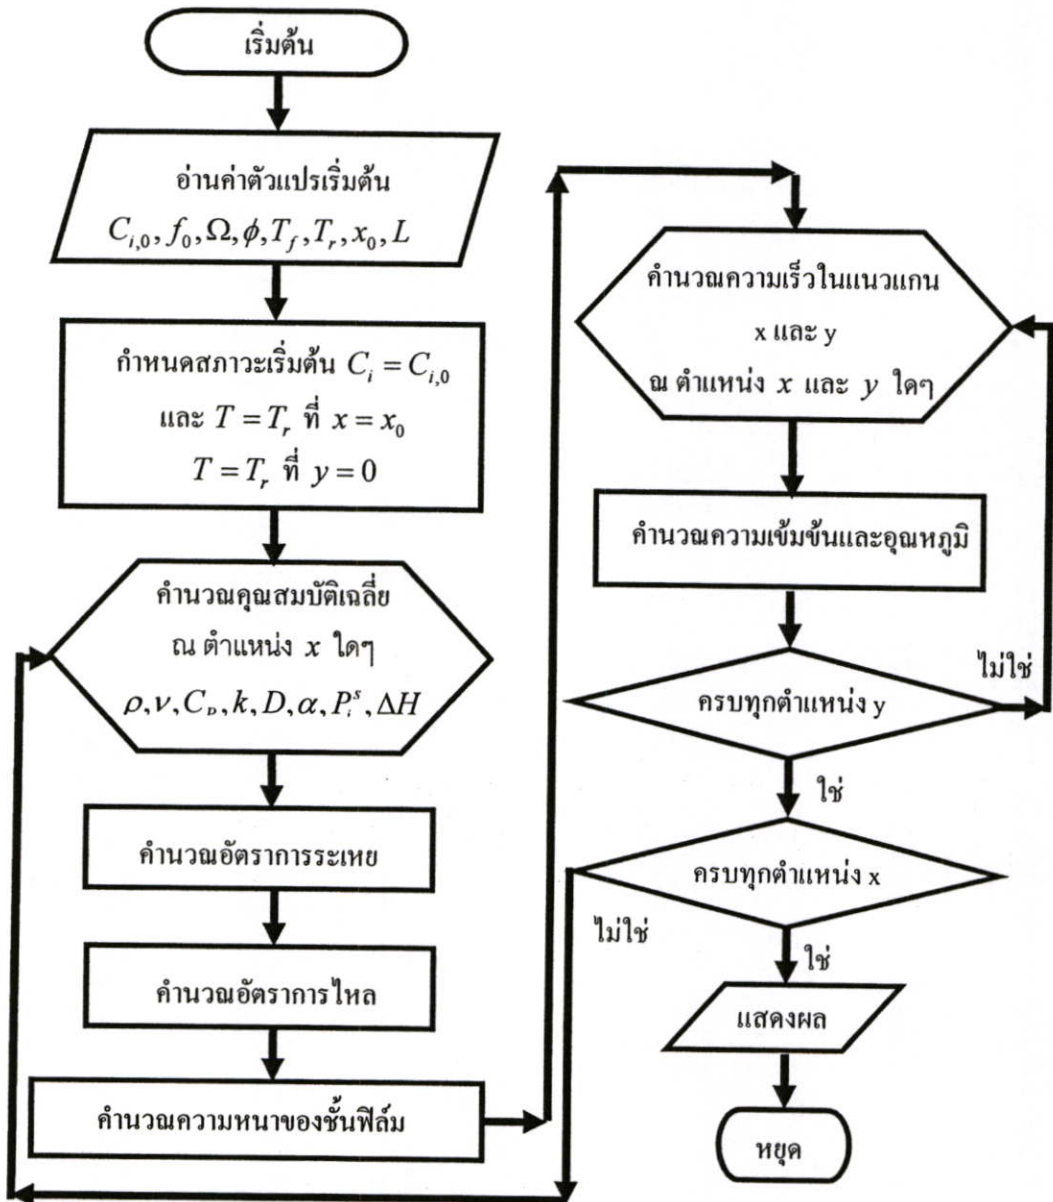 เริ่มต้น
อ่านค่าตัวแปรเริ่มต้น
C_{i,0}, f_0, Ω, ϕ, T_f, T_r, x_0, L
กำหนดสภาวะเริ่มต้น C_i = C_{i,0}
และ T = T_r ที่ x = x_0
T = T_r ที่ y = 0
คำนวณคุณสมบัติเฉลี่ย
ณ ตำแหน่ง x ใดๆ
ρ, ν, C_p, k, D, α, P_i^s, ΔH
คำนวณอัตราการระเหย
คำนวณอัตราการไหล
คำนวณความหนาของชั้นฟิล์ม
คำนวณความเร็วในแนวแกน
x และ y
ณ ตำแหน่ง x และ y ใดๆ
คำนวณความเข้มข้นและอุณหภูมิ
ครบทุกตำแหน่ง y
ไม่ใช่
ใช่
ครบทุกตำแหน่ง x
ไม่ใช่
ใช่
แสดงผล
หยุด